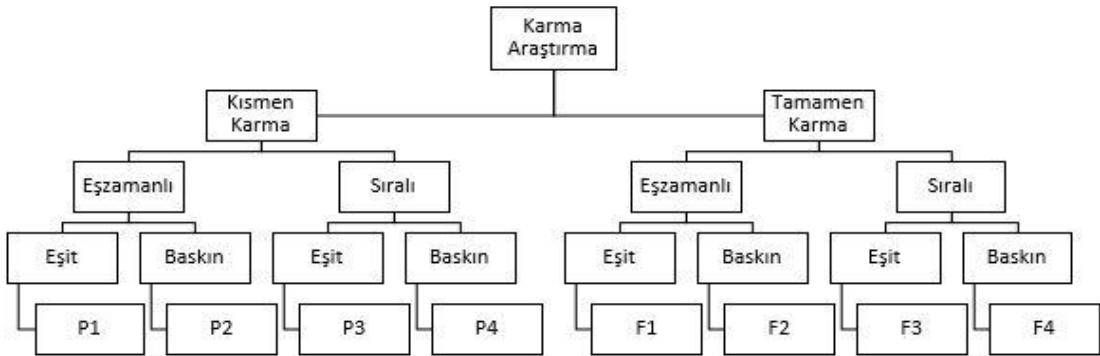 Karma
Araştırma
Kısmen
Karma
Tamamen
Karma
Eşzamanlı
Sıralı
Eşzamanlı
Sıralı
Eşit
Baskın
Eşit
Baskın
Eşit
Baskın
Eşit
Baskın
P1
P2
P3
P4
F1
F2
F3
F4